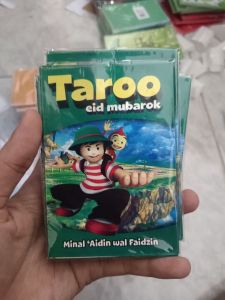 Taroo
eid mubarok
Minal 'Aidin wal Faidzin